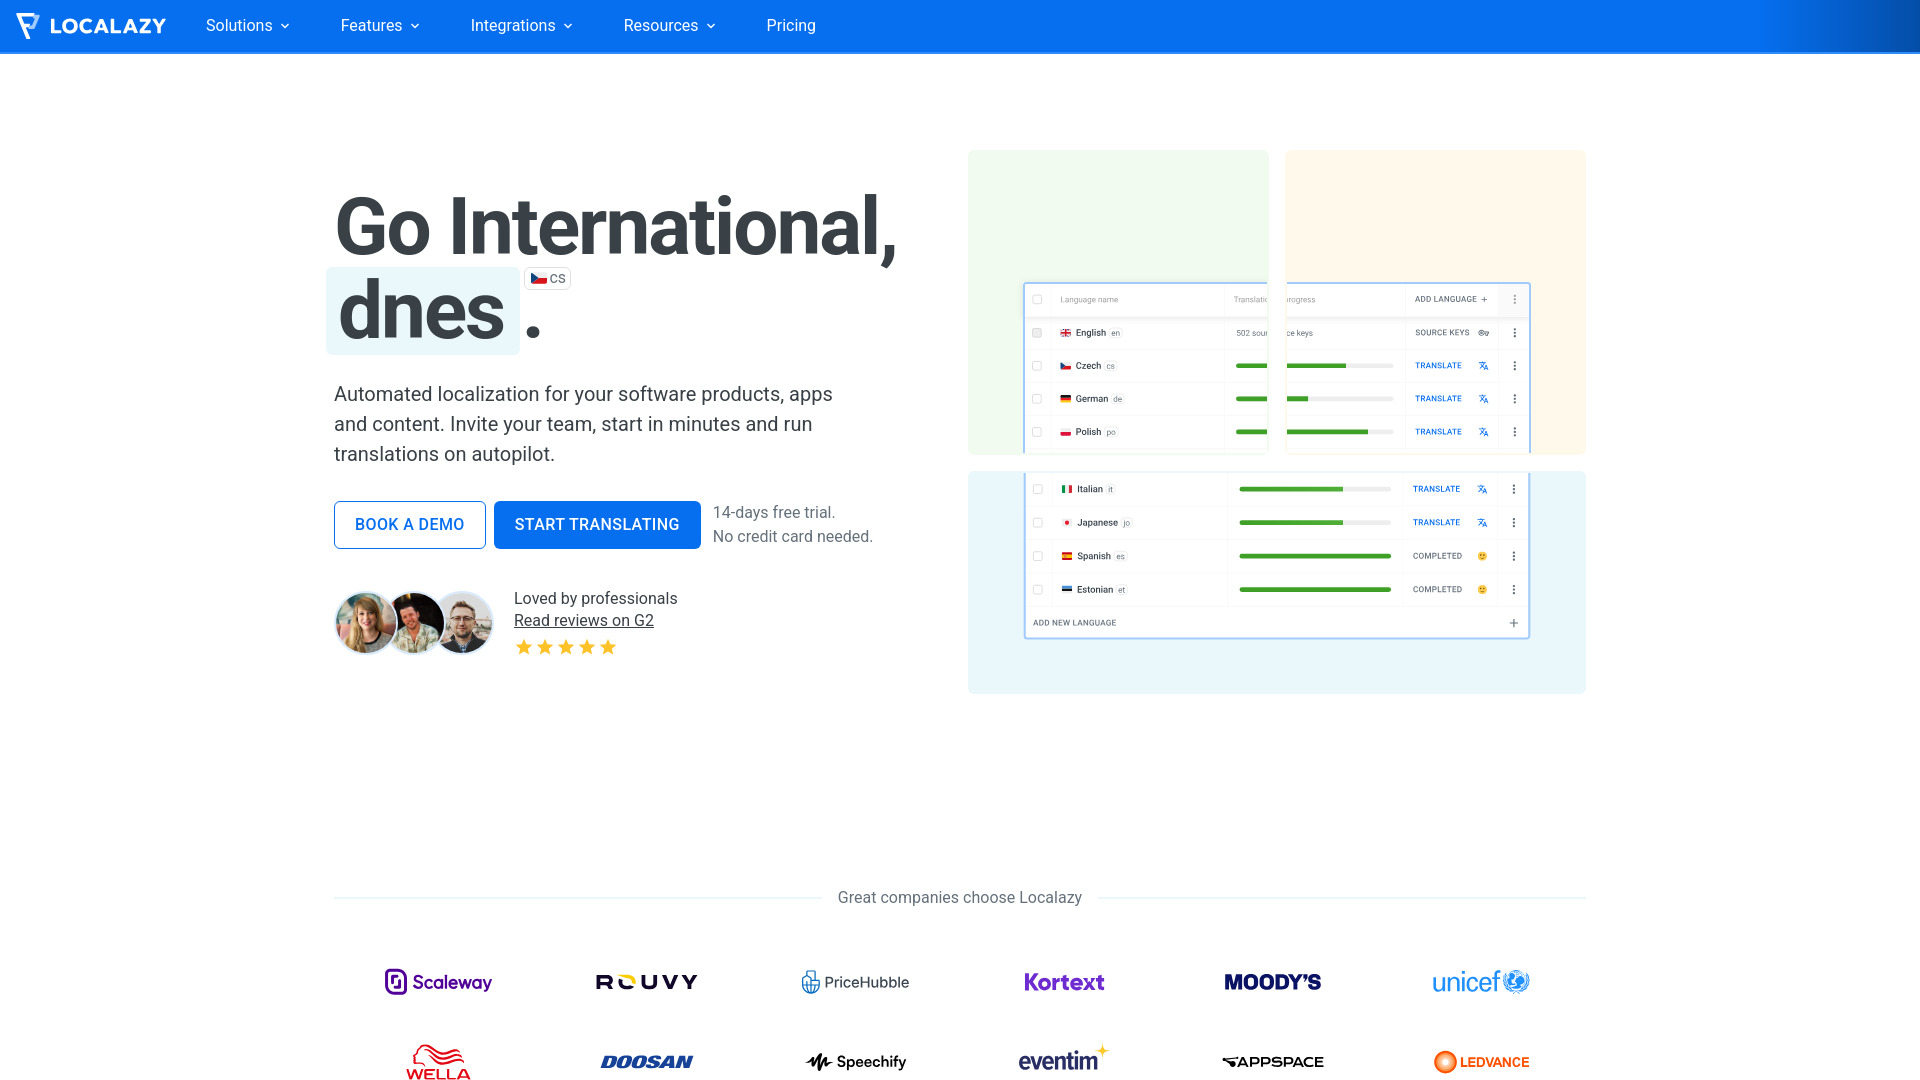 LOCALAZY
Solutions
Features
Integrations
Resources
Pricing
Go International,
dnes .
CS
Automated localization for your software products, apps
and content. Invite your team, start in minutes and run
translations on autopilot.
BOOK A DEMO
START TRANSLATING
14-days free trial.
No credit card needed.
Loved by professionals
Read reviews on G2
Language name
Translatio
rogress
ADD LANGUAGE +
English en
502 sour
ce keys
SOURCE KEYS
Czech cs
TRANSLATE
German de
TRANSLATE
Polish po
TRANSLATE
Italian it
TRANSLATE
Japanese jo
TRANSLATE
Spanish es
COMPLETED
Estonian et
COMPLETED
ADD NEW LANGUAGE +
Great companies choose Localazy
Scaleway
ROUVY
PriceHubble
Kortext
MOODY'S
unicef
WELLA
DOOSAN
Speechify
eventim
APPSPACE
LEDVANCE